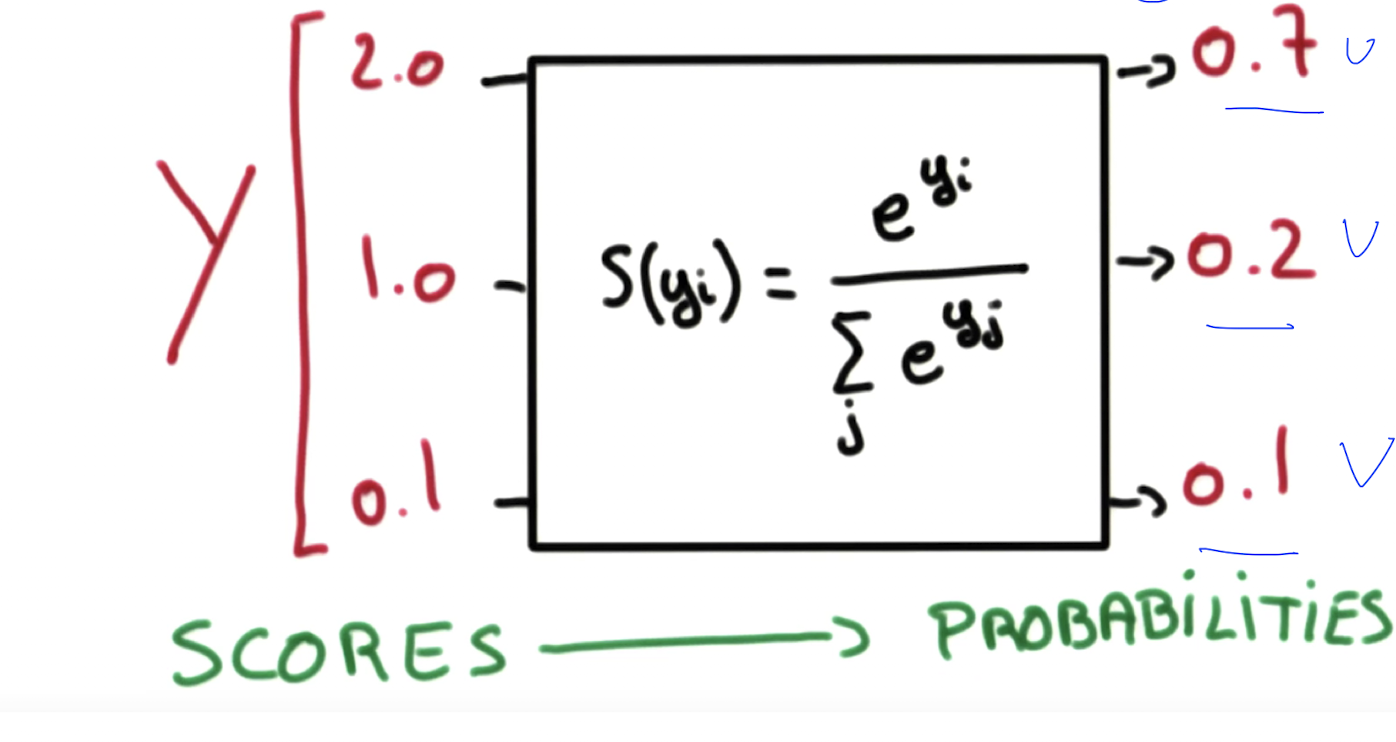 Y [ 2.0 → 0.7
1.0 → 0.2
0.1 → 0.1
S(yi) = e^yi / Σj e^yj
SCORES → PROBABILITIES